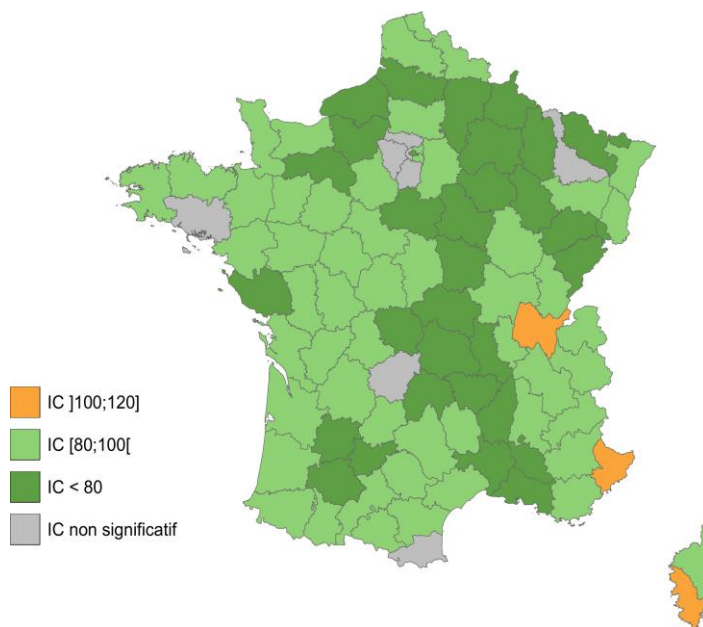 IC ]100;120]
IC [80;100[
IC < 80
IC non significatif